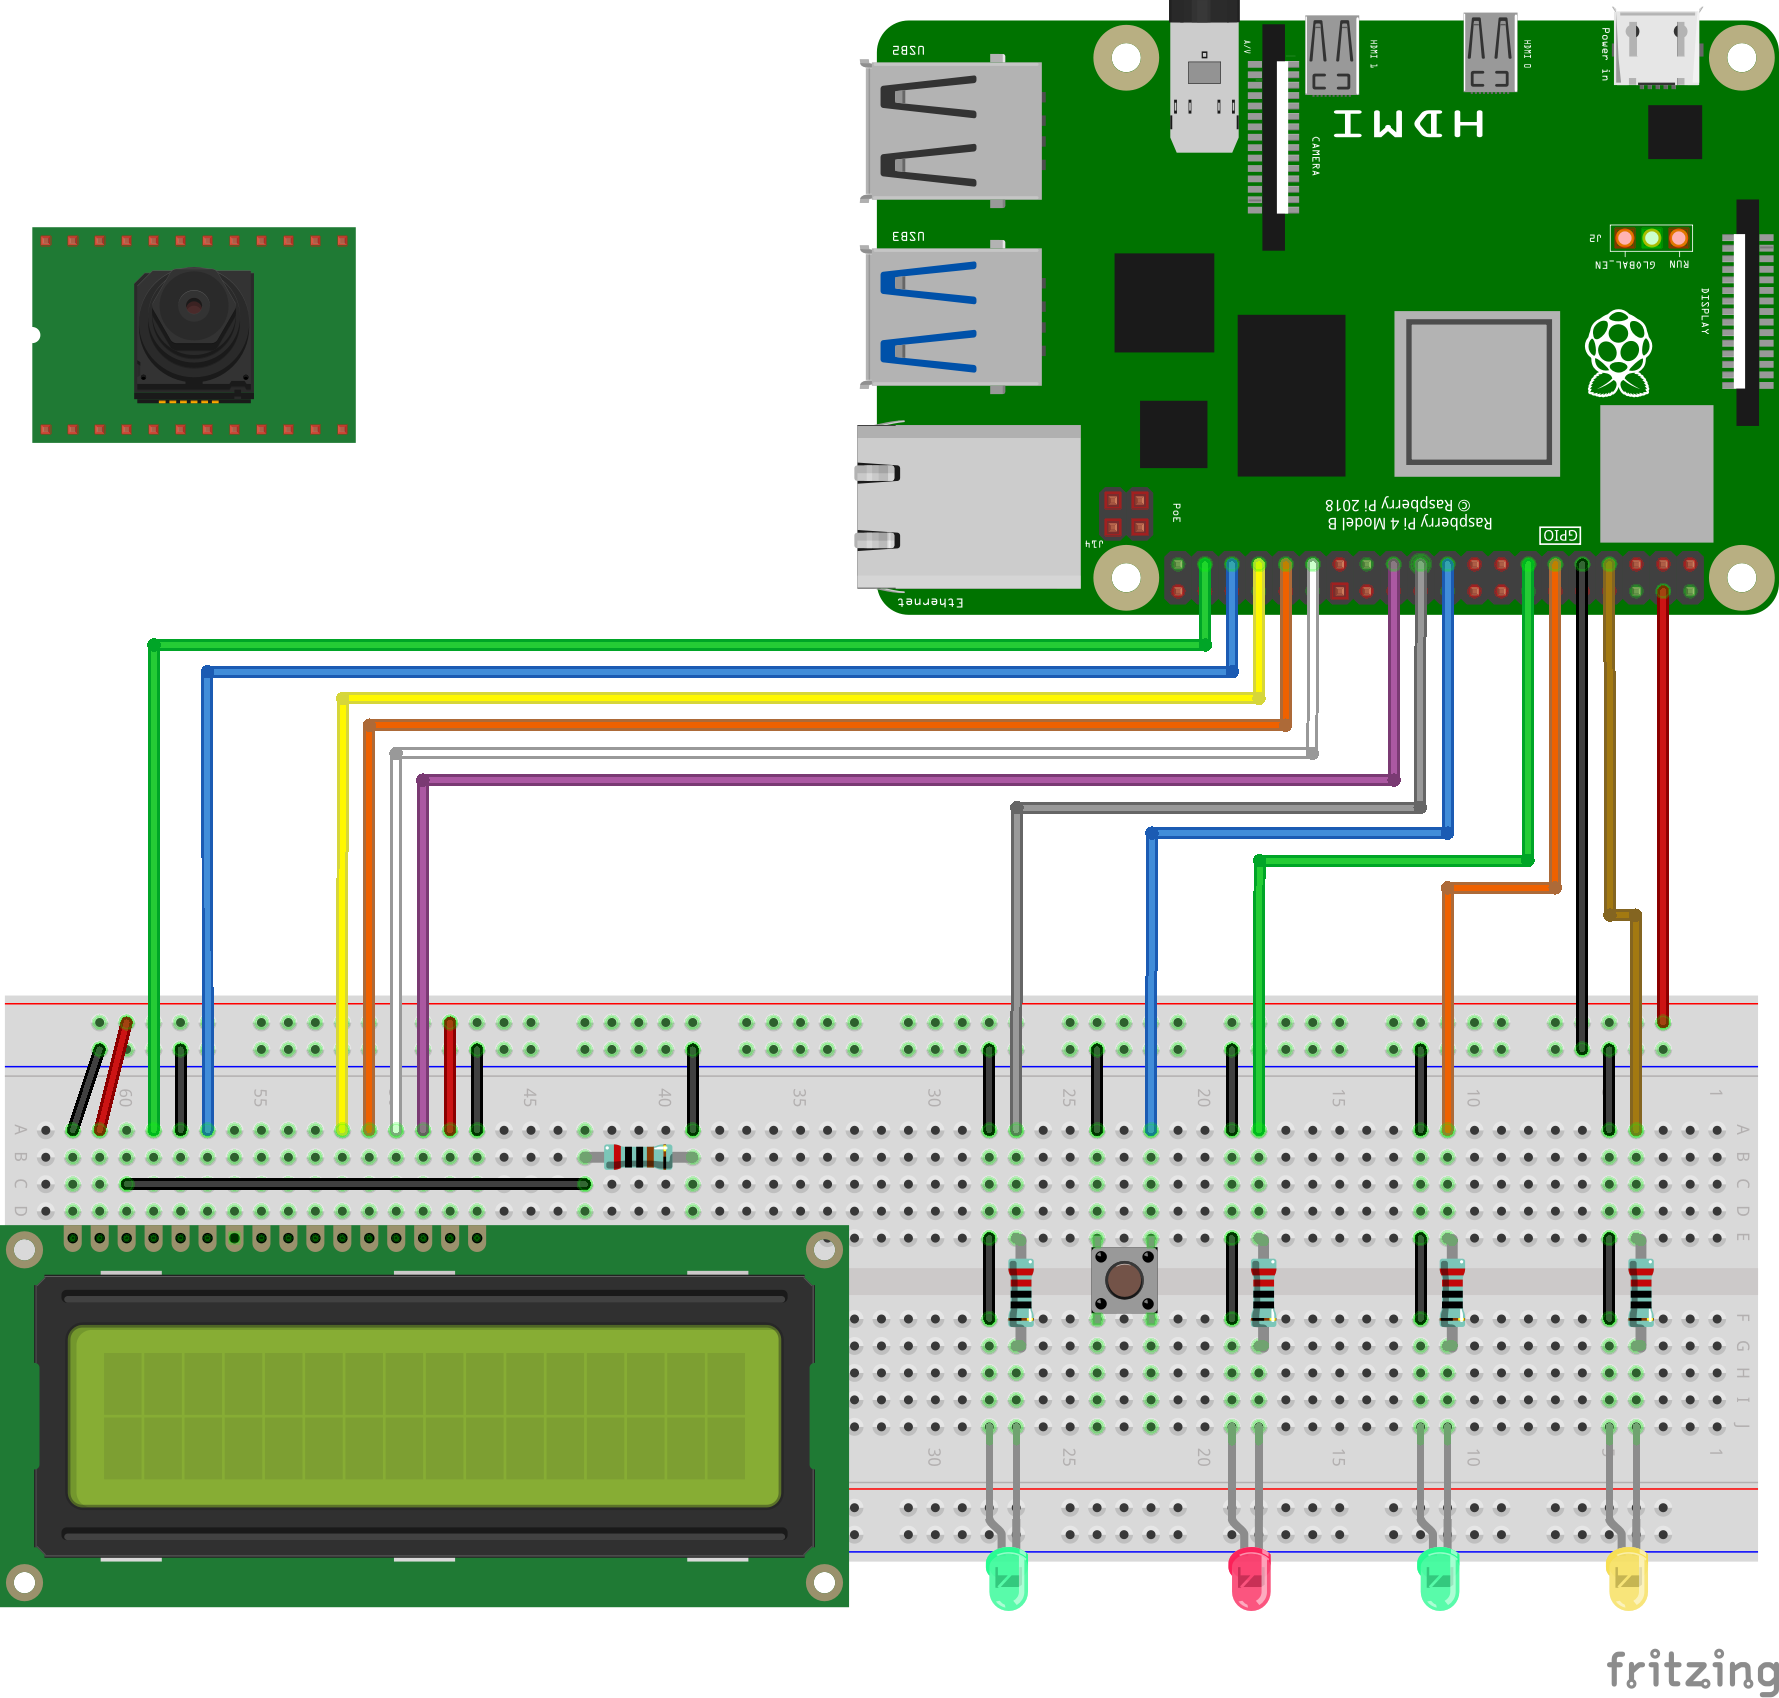 USB2
A/V
HDMI 1
HDMI 0
Power in
HDMI
CAMERA
USB3
J2
GLOBAL_EN
RUN
DISPLAY
Raspberry Pi 4 Model B
© Raspberry Pi 2018
PoE
J14
GPIO
Ethernet
60 55 45 40 35 30 25 20 15 10 1
A A
B B
C C
D D
E
F
G
H
I
J
30 25 20 15 10 5 1
fritzing